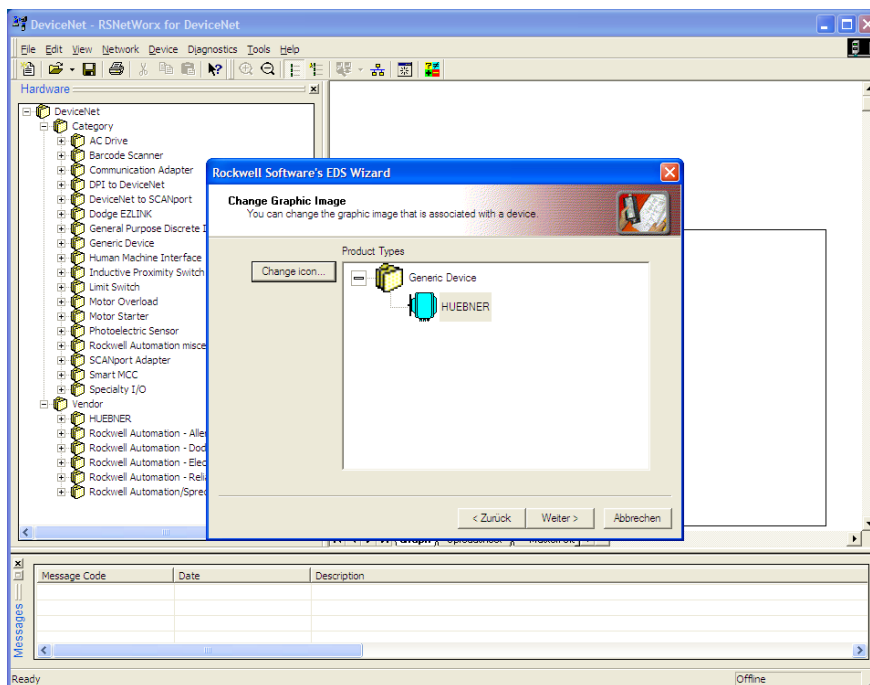 DeviceNet - RSNetWorx for DeviceNet
File Edit View Network Device Diagnostics Tools Help
Hardware
DeviceNet
Category
AC Drive
Barcode Scanner
Communication Adapter
DPI to DeviceNet
DeviceNet to SCANport
Dodge EZLINK
General Purpose Discrete I
Generic Device
Human Machine Interface
Inductive Proximity Switch
Limit Switch
Motor Overload
Motor Starter
Photoelectric Sensor
Rockwell Automation misce
SCANport Adapter
Smart MCC
Specialty I/O
Vendor
HUEBNER
Rockwell Automation - Aller
Rockwell Automation - Dod
Rockwell Automation - Elec
Rockwell Automation - Relia
Rockwell Automation/Sprec
Rockwell Software's EDS Wizard
Change Graphic Image
You can change the graphic image that is associated with a device.
Product Types
Change icon...
Generic Device
HUEBNER
< Zurück Weiter > Abbrechen
Graph Spreadsheet
Messages
Message Code Date Description
Ready Offline